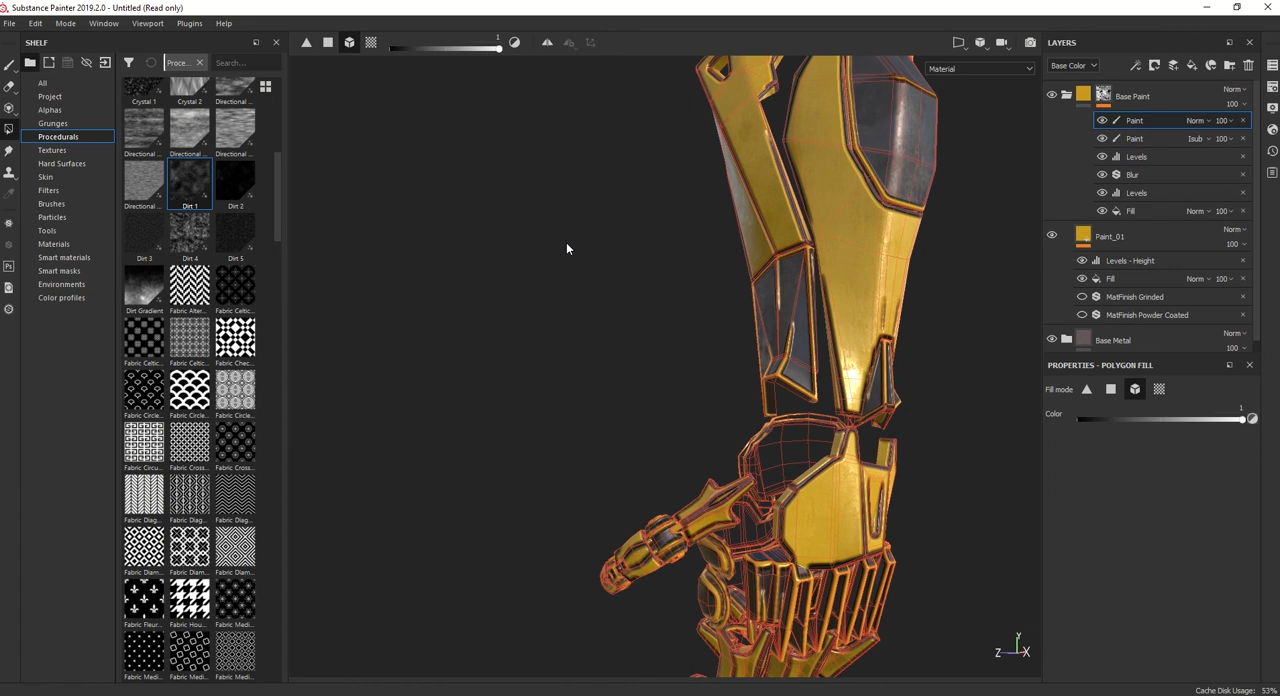 Substance Painter 2019.2.0 - Untitled (Read only)
File Edit Mode Window Viewport Plugins Help
SHELF
Proce...
Search...
All
Project
Alphas
Grunges
Procedurals
Textures
Hard Surfaces
Skin
Filters
Brushes
Particles
Tools
Materials
Smart materials
Smart masks
Environments
Color profiles
Crystal 1 Crystal 2 Directional ...
Directional ... Directional ... Directional ...
Directional ... Dirt 1 Dirt 2
Dirt 3 Dirt 4 Dirt 5
Dirt Gradient Fabric Alter... Fabric Celtic...
Fabric Celtic... Fabric Celtic... Fabric Chec...
Fabric Circle... Fabric Circle... Fabric Circle...
Fabric Circu... Fabric Cross... Fabric Cross...
Fabric Diag... Fabric Diag... Fabric Diag...
Fabric Diam... Fabric Diam... Fabric Diam...
Fabric Fleur... Fabric Hou... Fabric Medi...
Fabric Medi... Fabric Medi... Fabric Medi...
1
Material
Y
Z X
LAYERS
Base Color
Base Paint Norm
100
Paint Norm 100
Paint Isub 100
Levels
Blur
Levels
Fill Norm 100
Paint_01 Norm
100
Levels - Height
Fill Norm 100
MatFinish Grinded
MatFinish Powder Coated
Base Metal Norm
100
PROPERTIES - POLYGON FILL
Fill mode
Color 1
Cache Disk Usage: 53%